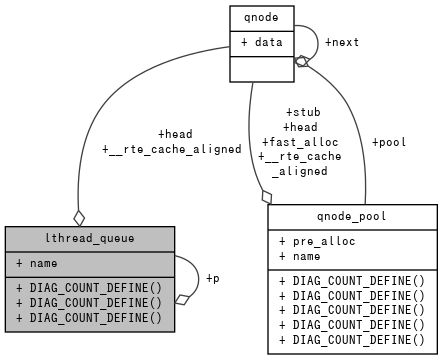 qnode
+ data
+next
+stub
+head
+fast_alloc
+__rte_cache
_aligned
+head
+__rte_cache_aligned
+pool
lthread_queue
+ name
+ DIAG_COUNT_DEFINE()
+ DIAG_COUNT_DEFINE()
+ DIAG_COUNT_DEFINE()
+p
qnode_pool
+ pre_alloc
+ name
+ DIAG_COUNT_DEFINE()
+ DIAG_COUNT_DEFINE()
+ DIAG_COUNT_DEFINE()
+ DIAG_COUNT_DEFINE()
+ DIAG_COUNT_DEFINE()